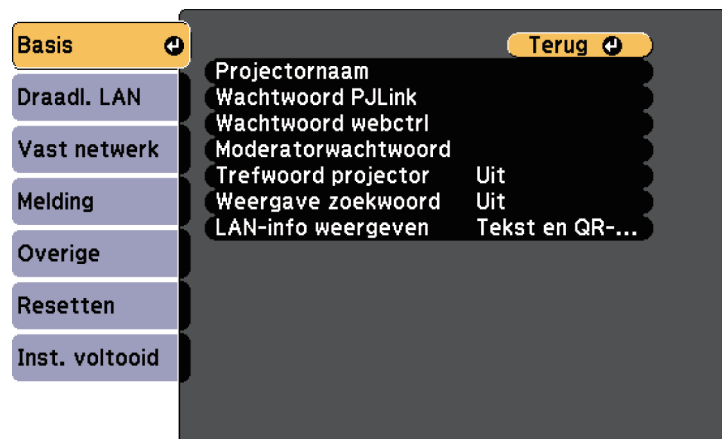 Basis
Draadl. LAN
Vast netwerk
Melding
Overige
Resetten
Inst. voltooid
Terug
Projectornaam
Wachtwoord PJLink
Wachtwoord webctrl
Moderatorwachtwoord
Trefwoord projector Uit
Weergave zoekwoord Uit
LAN-info weergeven Tekst en QR-...